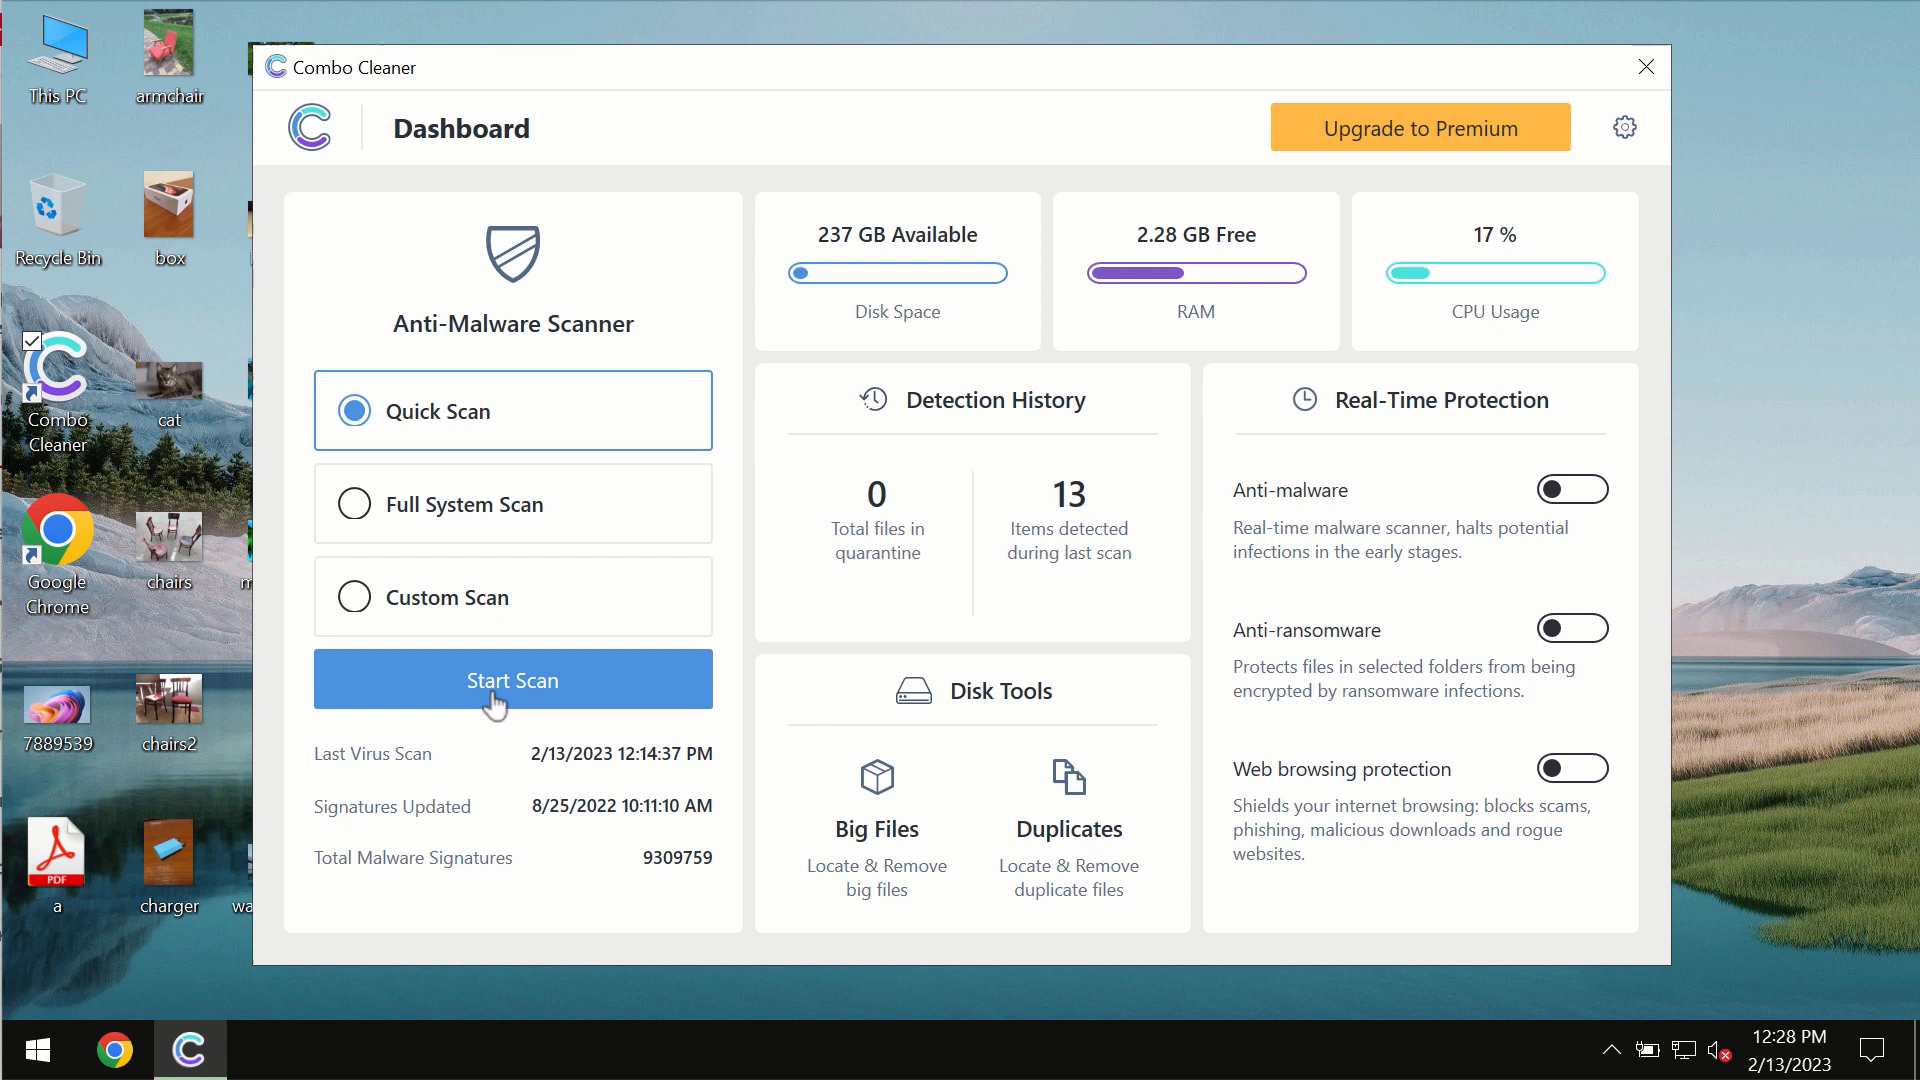 This PC
armchair
Recycle Bin
box
Combo
Cleaner
cat
Google
Chrome
chairs
7889539
chairs2
PDF
a
charger
Combo Cleaner
Dashboard
Upgrade to Premium
Anti-Malware Scanner
Quick Scan
Full System Scan
Custom Scan
Start Scan
Last Virus Scan 2/13/2023 12:14:37 PM
Signatures Updated 8/25/2022 10:11:10 AM
Total Malware Signatures 9309759
237 GB Available
Disk Space
2.28 GB Free
RAM
17 %
CPU Usage
Detection History
0
Total files in
quarantine
13
Items detected
during last scan
Disk Tools
Big Files
Locate & Remove
big files
Duplicates
Locate & Remove
duplicate files
Real-Time Protection
Anti-malware
Real-time malware scanner, halts potential
infections in the early stages.
Anti-ransomware
Protects files in selected folders from being
encrypted by ransomware infections.
Web browsing protection
Shields your internet browsing: blocks scams,
phishing, malicious downloads and rogue
websites.
12:28 PM
2/13/2023